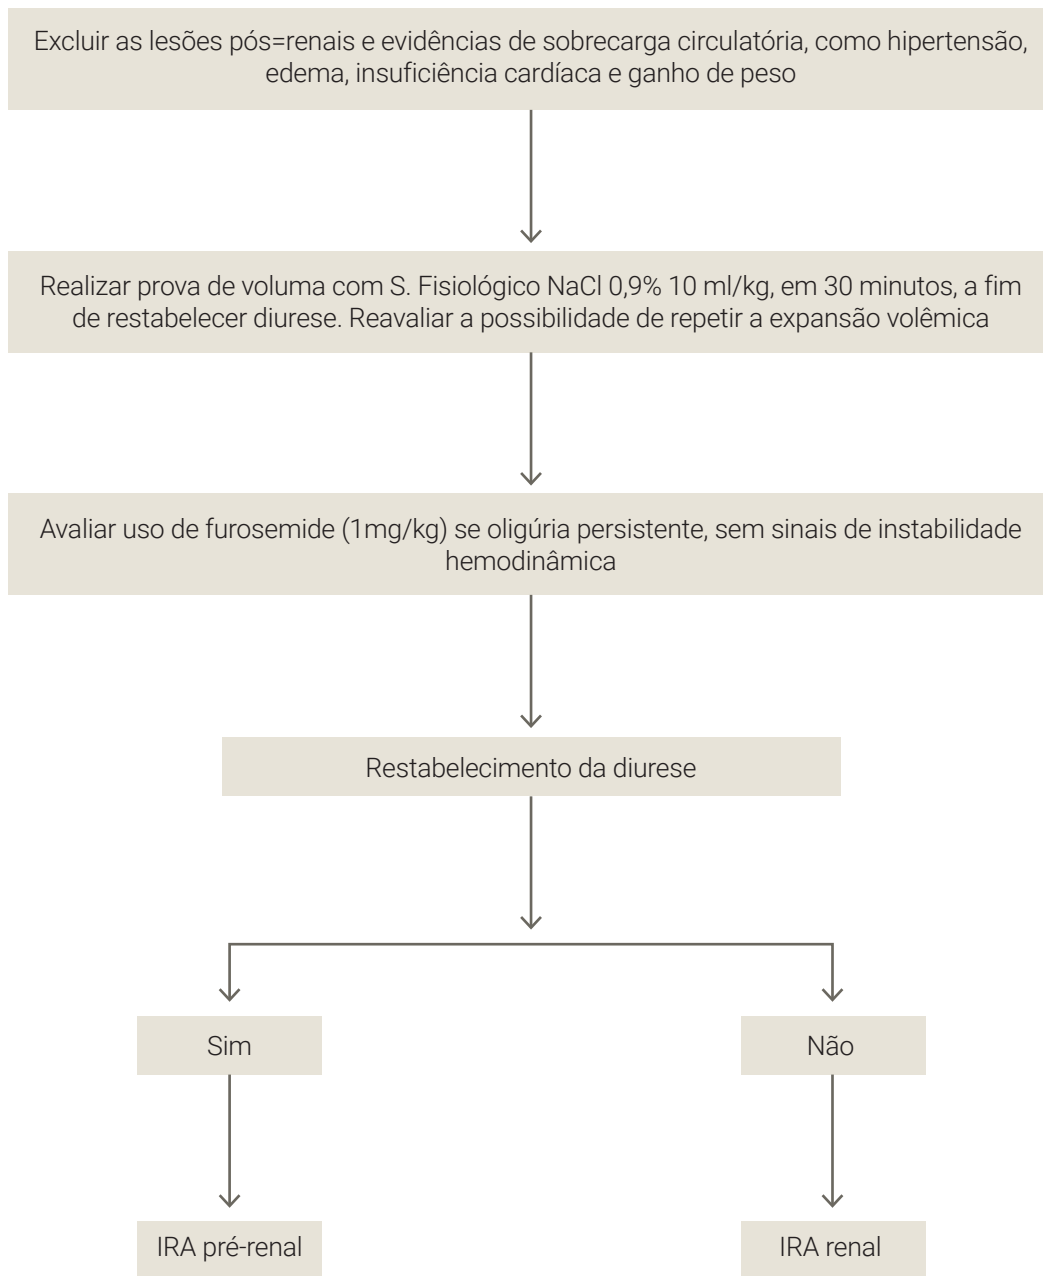 Excluir as lesões pós=renais e evidências de sobrecarga circulatória, como hipertensão,
edema, insuficiência cardíaca e ganho de peso
Realizar prova de voluma com S. Fisiológico NaCl 0,9% 10 ml/kg, em 30 minutos, a fim
de restabelecer diurese. Reavaliar a possibilidade de repetir a expansão volêmica
Avaliar uso de furosemide (1mg/kg) se oligúria persistente, sem sinais de instabilidade
hemodinâmica
Restabelecimento da diurese
Sim
Não
IRA pré-renal
IRA renal